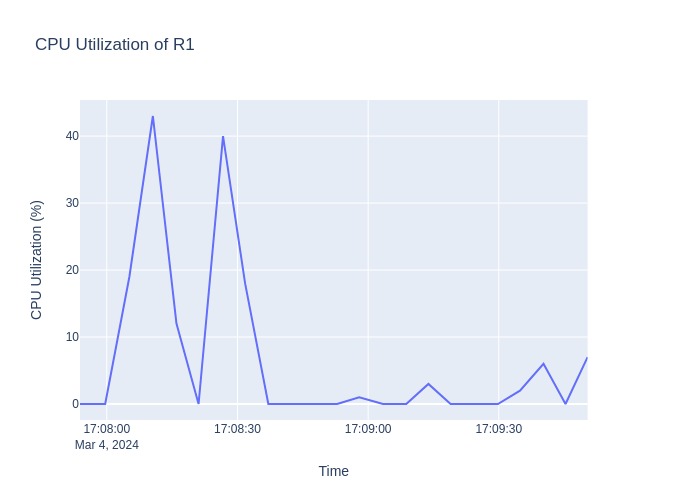 CPU Utilization of R1
CPU Utilization (%)
40
30
20
10
0
17:08:00
Mar 4, 2024
17:08:30
17:09:00
17:09:30
Time